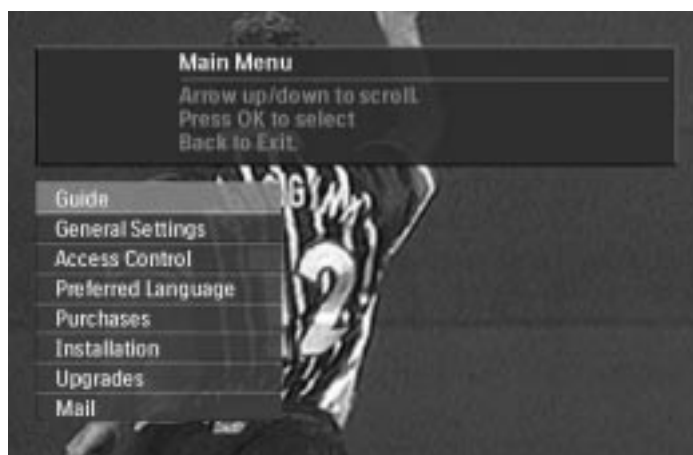 Main Menu
Arrow up/down to scroll.
Press OK to select
Back to Exit.
Guide
General Settings
Access Control
Preferred Language
Purchases
Installation
Upgrades
Mail
2